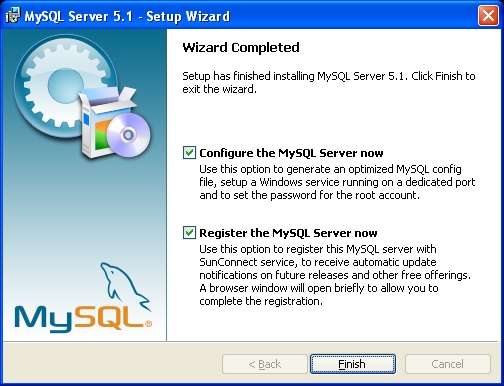 MySQL Server 5.1 - Setup Wizard
Wizard Completed
Setup has finished installing MySQL Server 5.1. Click Finish to
exit the wizard.
Configure the MySQL Server now
Use this option to generate an optimized MySQL config
file, setup a Windows service running on a dedicated port
and to set the password for the root account.
Register the MySQL Server now
Use this option to register this MySQL server with
SunConnect service, to receive automatic update
notifications on future releases and other free offerings.
A browser window will open briefly to allow you to
complete the registration.
MySQL®
< Back
Finish
Cancel